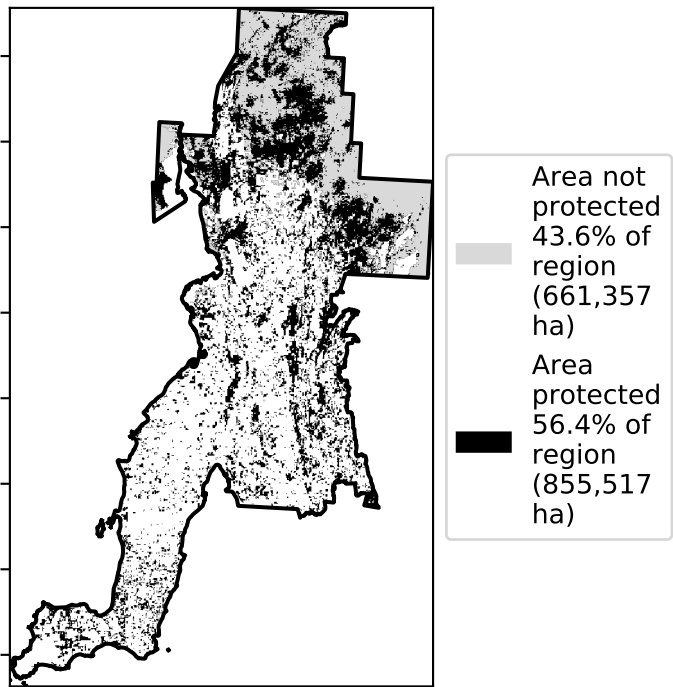 Area not
protected
43.6% of
region
(661,357
ha)
Area
protected
56.4% of
region
(855,517
ha)